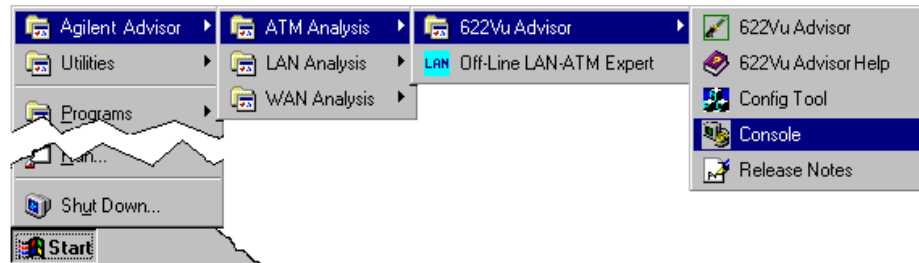 Agilent Advisor
Utilities
Programs
Run...
Shut Down...
Start
ATM Analysis
LAN Analysis
WAN Analysis
622Vu Advisor
LAN Off-Line LAN-ATM Expert
622Vu Advisor
622Vu Advisor Help
Config Tool
Console
Release Notes